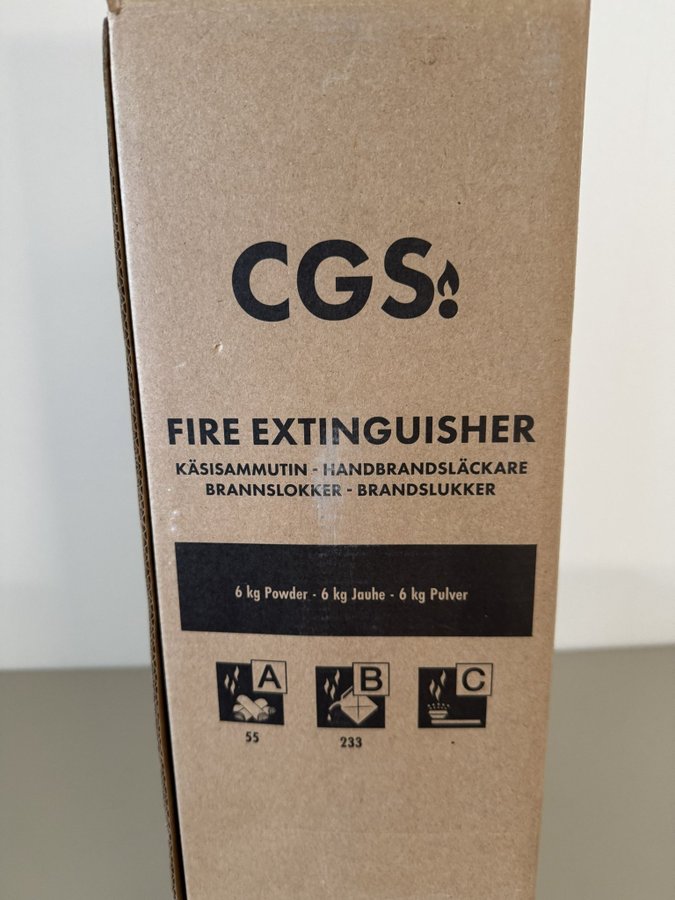 CGS
FIRE EXTINGUISHER
KÄSISAMMUTIN - HANDBRANDSLÄCKARE
BRANNSLOKKER - BRANDSLUKKER
6 kg Powder - 6 kg Jauhe - 6 kg Pulver
A B C
55 233 -